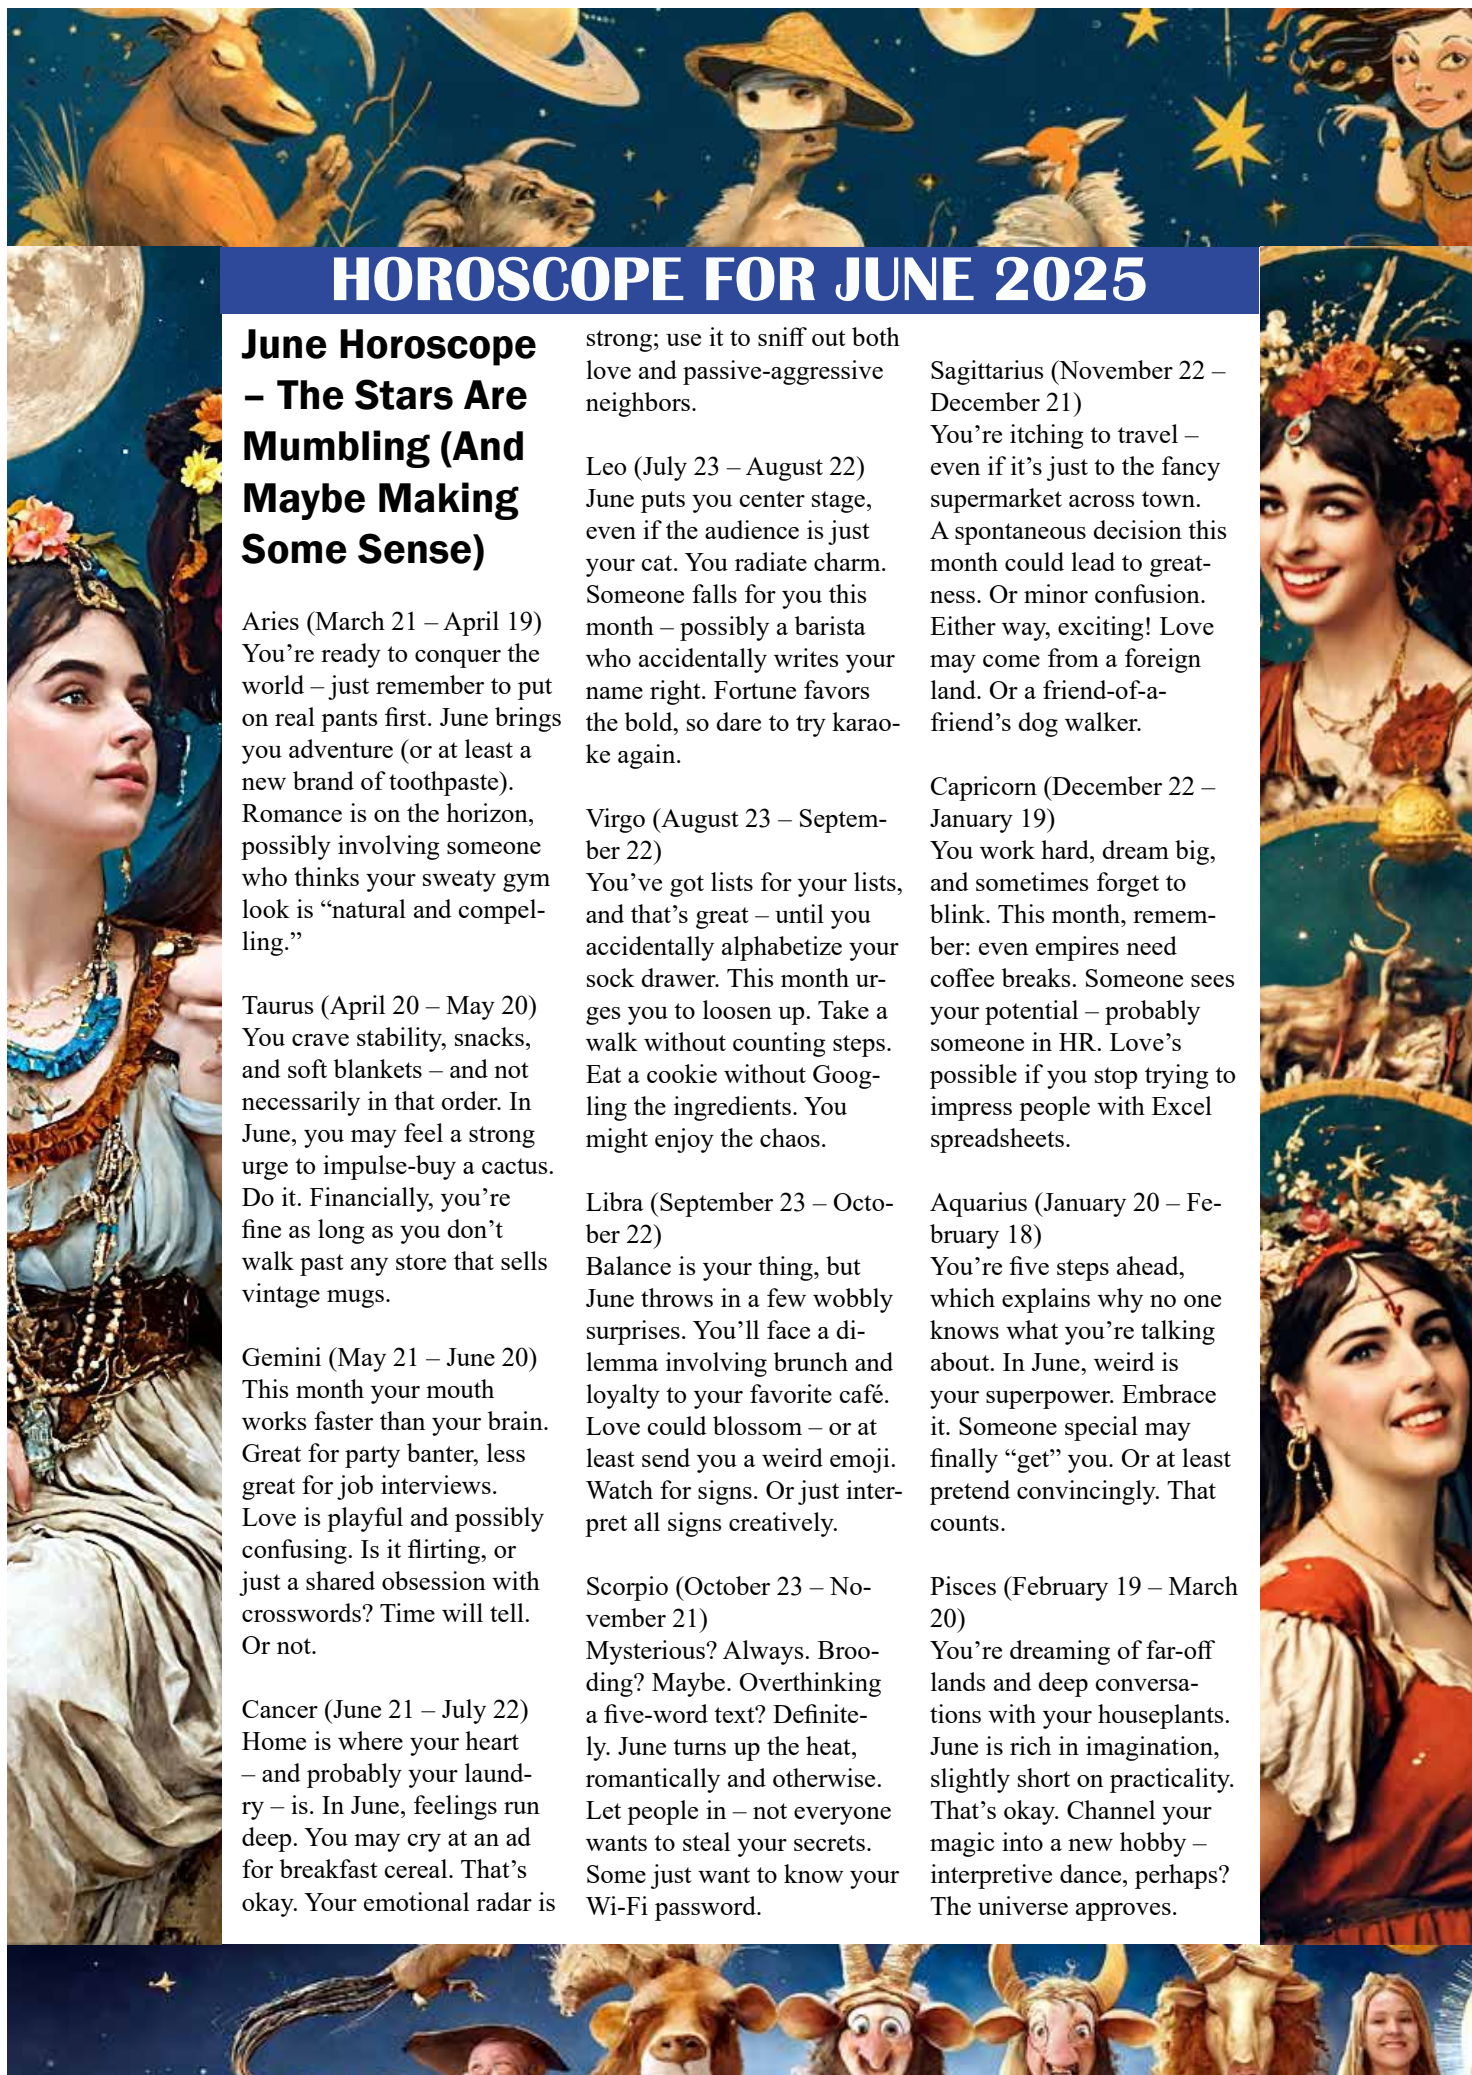 HOROSCOPE FOR JUNE 2025
June Horoscope
– The Stars Are
Mumbling (And
Maybe Making
Some Sense)
Aries (March 21 – April 19)
You’re ready to conquer the
world – just remember to put
on real pants first. June brings
you adventure (or at least a
new brand of toothpaste).
Romance is on the horizon,
possibly involving someone
who thinks your sweaty gym
look is “natural and compel-
ling.”
Taurus (April 20 – May 20)
You crave stability, snacks,
and soft blankets – and not
necessarily in that order. In
June, you may feel a strong
urge to impulse-buy a cactus.
Do it. Financially, you’re
fine as long as you don’t
walk past any store that sells
vintage mugs.
Gemini (May 21 – June 20)
This month your mouth
works faster than your brain.
Great for party banter, less
great for job interviews.
Love is playful and possibly
confusing. Is it flirting, or
just a shared obsession with
crosswords? Time will tell.
Or not.
Cancer (June 21 – July 22)
Home is where your heart
– and probably your laund-
ry – is. In June, feelings run
deep. You may cry at an ad
for breakfast cereal. That’s
okay. Your emotional radar is
strong; use it to sniff out both
love and passive-aggressive
neighbors.
Leo (July 23 – August 22)
June puts you center stage,
even if the audience is just
your cat. You radiate charm.
Someone falls for you this
month – possibly a barista
who accidentally writes your
name right. Fortune favors
the bold, so dare to try karao-
ke again.
Virgo (August 23 – Septem-
ber 22)
You’ve got lists for your lists,
and that’s great – until you
accidentally alphabetize your
sock drawer. This month ur-
ges you to loosen up. Take a
walk without counting steps.
Eat a cookie without Goog-
ling the ingredients. You
might enjoy the chaos.
Libra (September 23 – Octo-
ber 22)
Balance is your thing, but
June throws in a few wobbly
surprises. You’ll face a di-
lemma involving brunch and
loyalty to your favorite café.
Love could blossom – or at
least send you a weird emoji.
Watch for signs. Or just inter-
pret all signs creatively.
Scorpio (October 23 – No-
vember 21)
Mysterious? Always. Broo-
ding? Maybe. Overthinking
a five-word text? Definite-
ly. June turns up the heat,
romantically and otherwise.
Let people in – not everyone
wants to steal your secrets.
Some just want to know your
Wi-Fi password.
Sagittarius (November 22 –
December 21)
You’re itching to travel –
even if it’s just to the fancy
supermarket across town.
A spontaneous decision this
month could lead to great-
ness. Or minor confusion.
Either way, exciting! Love
may come from a foreign
land. Or a friend-of-a-
friend’s dog walker.
Capricorn (December 22 –
January 19)
You work hard, dream big,
and sometimes forget to
blink. This month, remem-
ber: even empires need
coffee breaks. Someone sees
your potential – probably
someone in HR. Love’s
possible if you stop trying to
impress people with Excel
spreadsheets.
Aquarius (January 20 – Fe-
bruary 18)
You’re five steps ahead,
which explains why no one
knows what you’re talking
about. In June, weird is
your superpower. Embrace
it. Someone special may
finally “get” you. Or at least
pretend convincingly. That
counts.
Pisces (February 19 – March
20)
You’re dreaming of far-off
lands and deep conversa-
tions with your houseplants.
June is rich in imagination,
slightly short on practicality.
That’s okay. Channel your
magic into a new hobby –
interpretive dance, perhaps?
The universe approves.